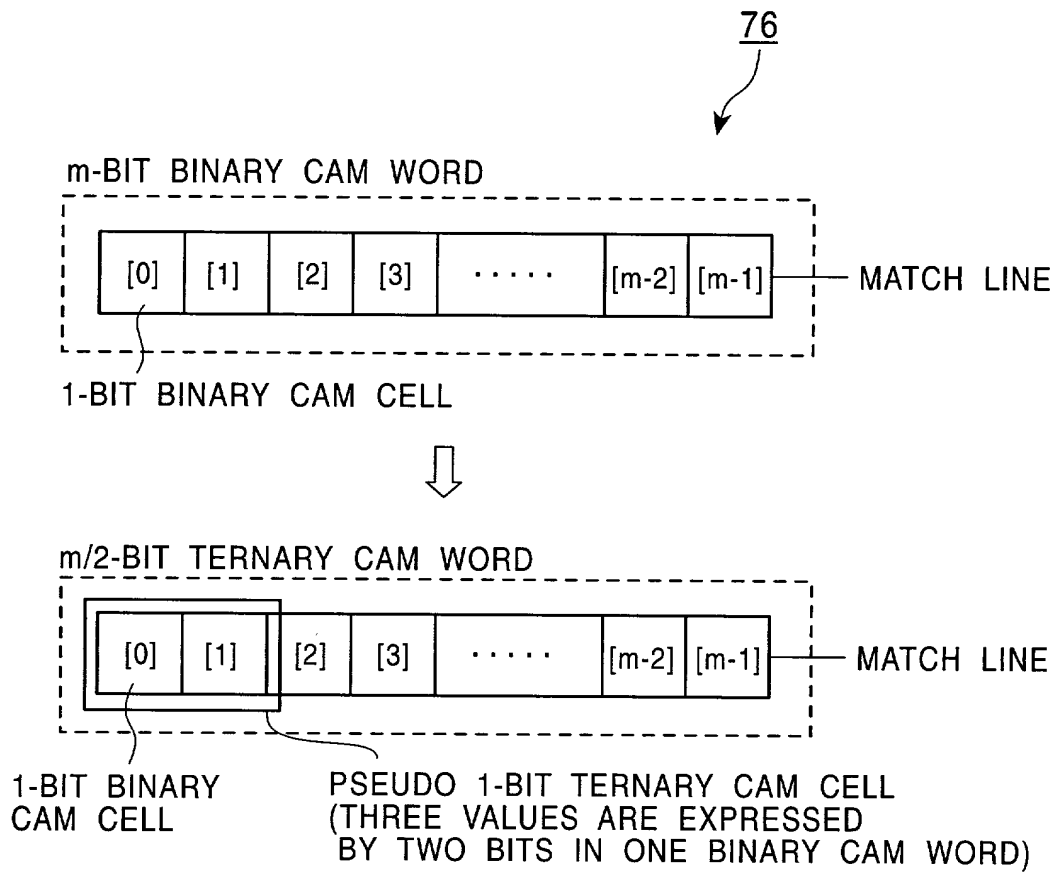 76
m-BIT BINARY CAM WORD
[0] [1] [2] [3] ..... [m-2] [m-1] MATCH LINE
1-BIT BINARY CAM CELL
m/2-BIT TERNARY CAM WORD
[0] [1] [2] [3] ..... [m-2] [m-1] MATCH LINE
1-BIT BINARY
CAM CELL
PSEUDO 1-BIT TERNARY CAM CELL
(THREE VALUES ARE EXPRESSED
BY TWO BITS IN ONE BINARY CAM WORD)